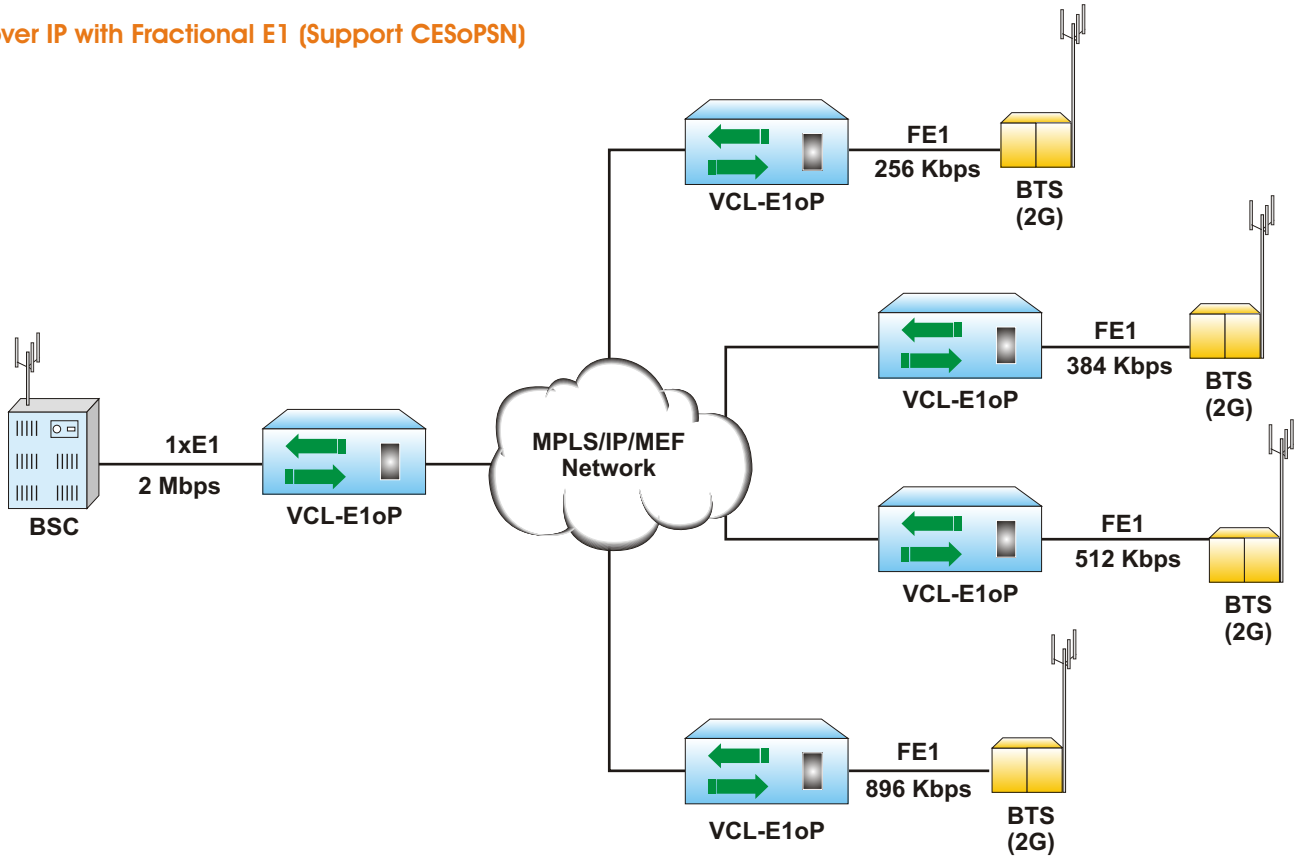 over IP with Fractional E1 (Support CESoPSN)
FE1
256 Kbps
VCL-E1oP
BTS
(2G)
FE1
384 Kbps
VCL-E1oP
BTS
(2G)
1xE1
2 Mbps
BSC
VCL-E1oP
MPLS/IP/MEF
Network
FE1
512 Kbps
VCL-E1oP
BTS
(2G)
FE1
896 Kbps
VCL-E1oP
BTS
(2G)